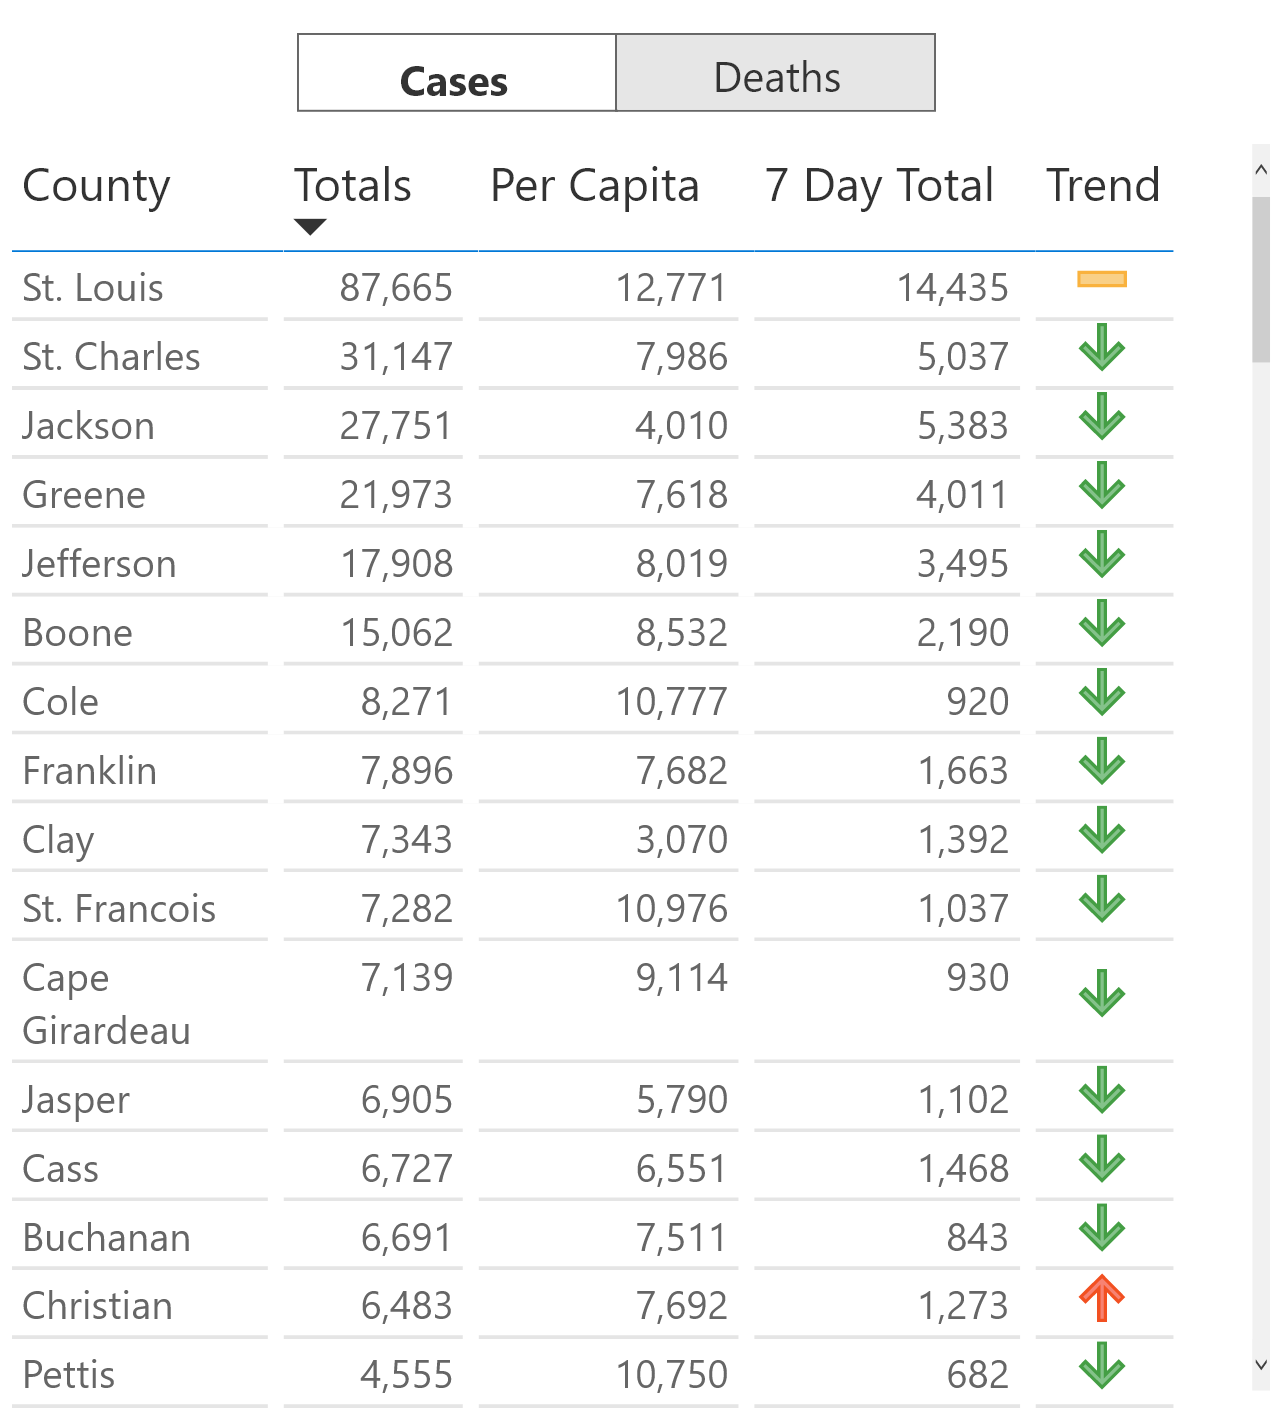 Cases Deaths
County Totals Per Capita 7 Day Total Trend
St. Louis 87,665 12,771 14,435
St. Charles 31,147 7,986 5,037
Jackson 27,751 4,010 5,383
Greene 21,973 7,618 4,011
Jefferson 17,908 8,019 3,495
Boone 15,062 8,532 2,190
Cole 8,271 10,777 920
Franklin 7,896 7,682 1,663
Clay 7,343 3,070 1,392
St. Francois 7,282 10,976 1,037
Cape 7,139 9,114 930
Girardeau
Jasper 6,905 5,790 1,102
Cass 6,727 6,551 1,468
Buchanan 6,691 7,511 843
Christian 6,483 7,692 1,273
Pettis 4,555 10,750 682